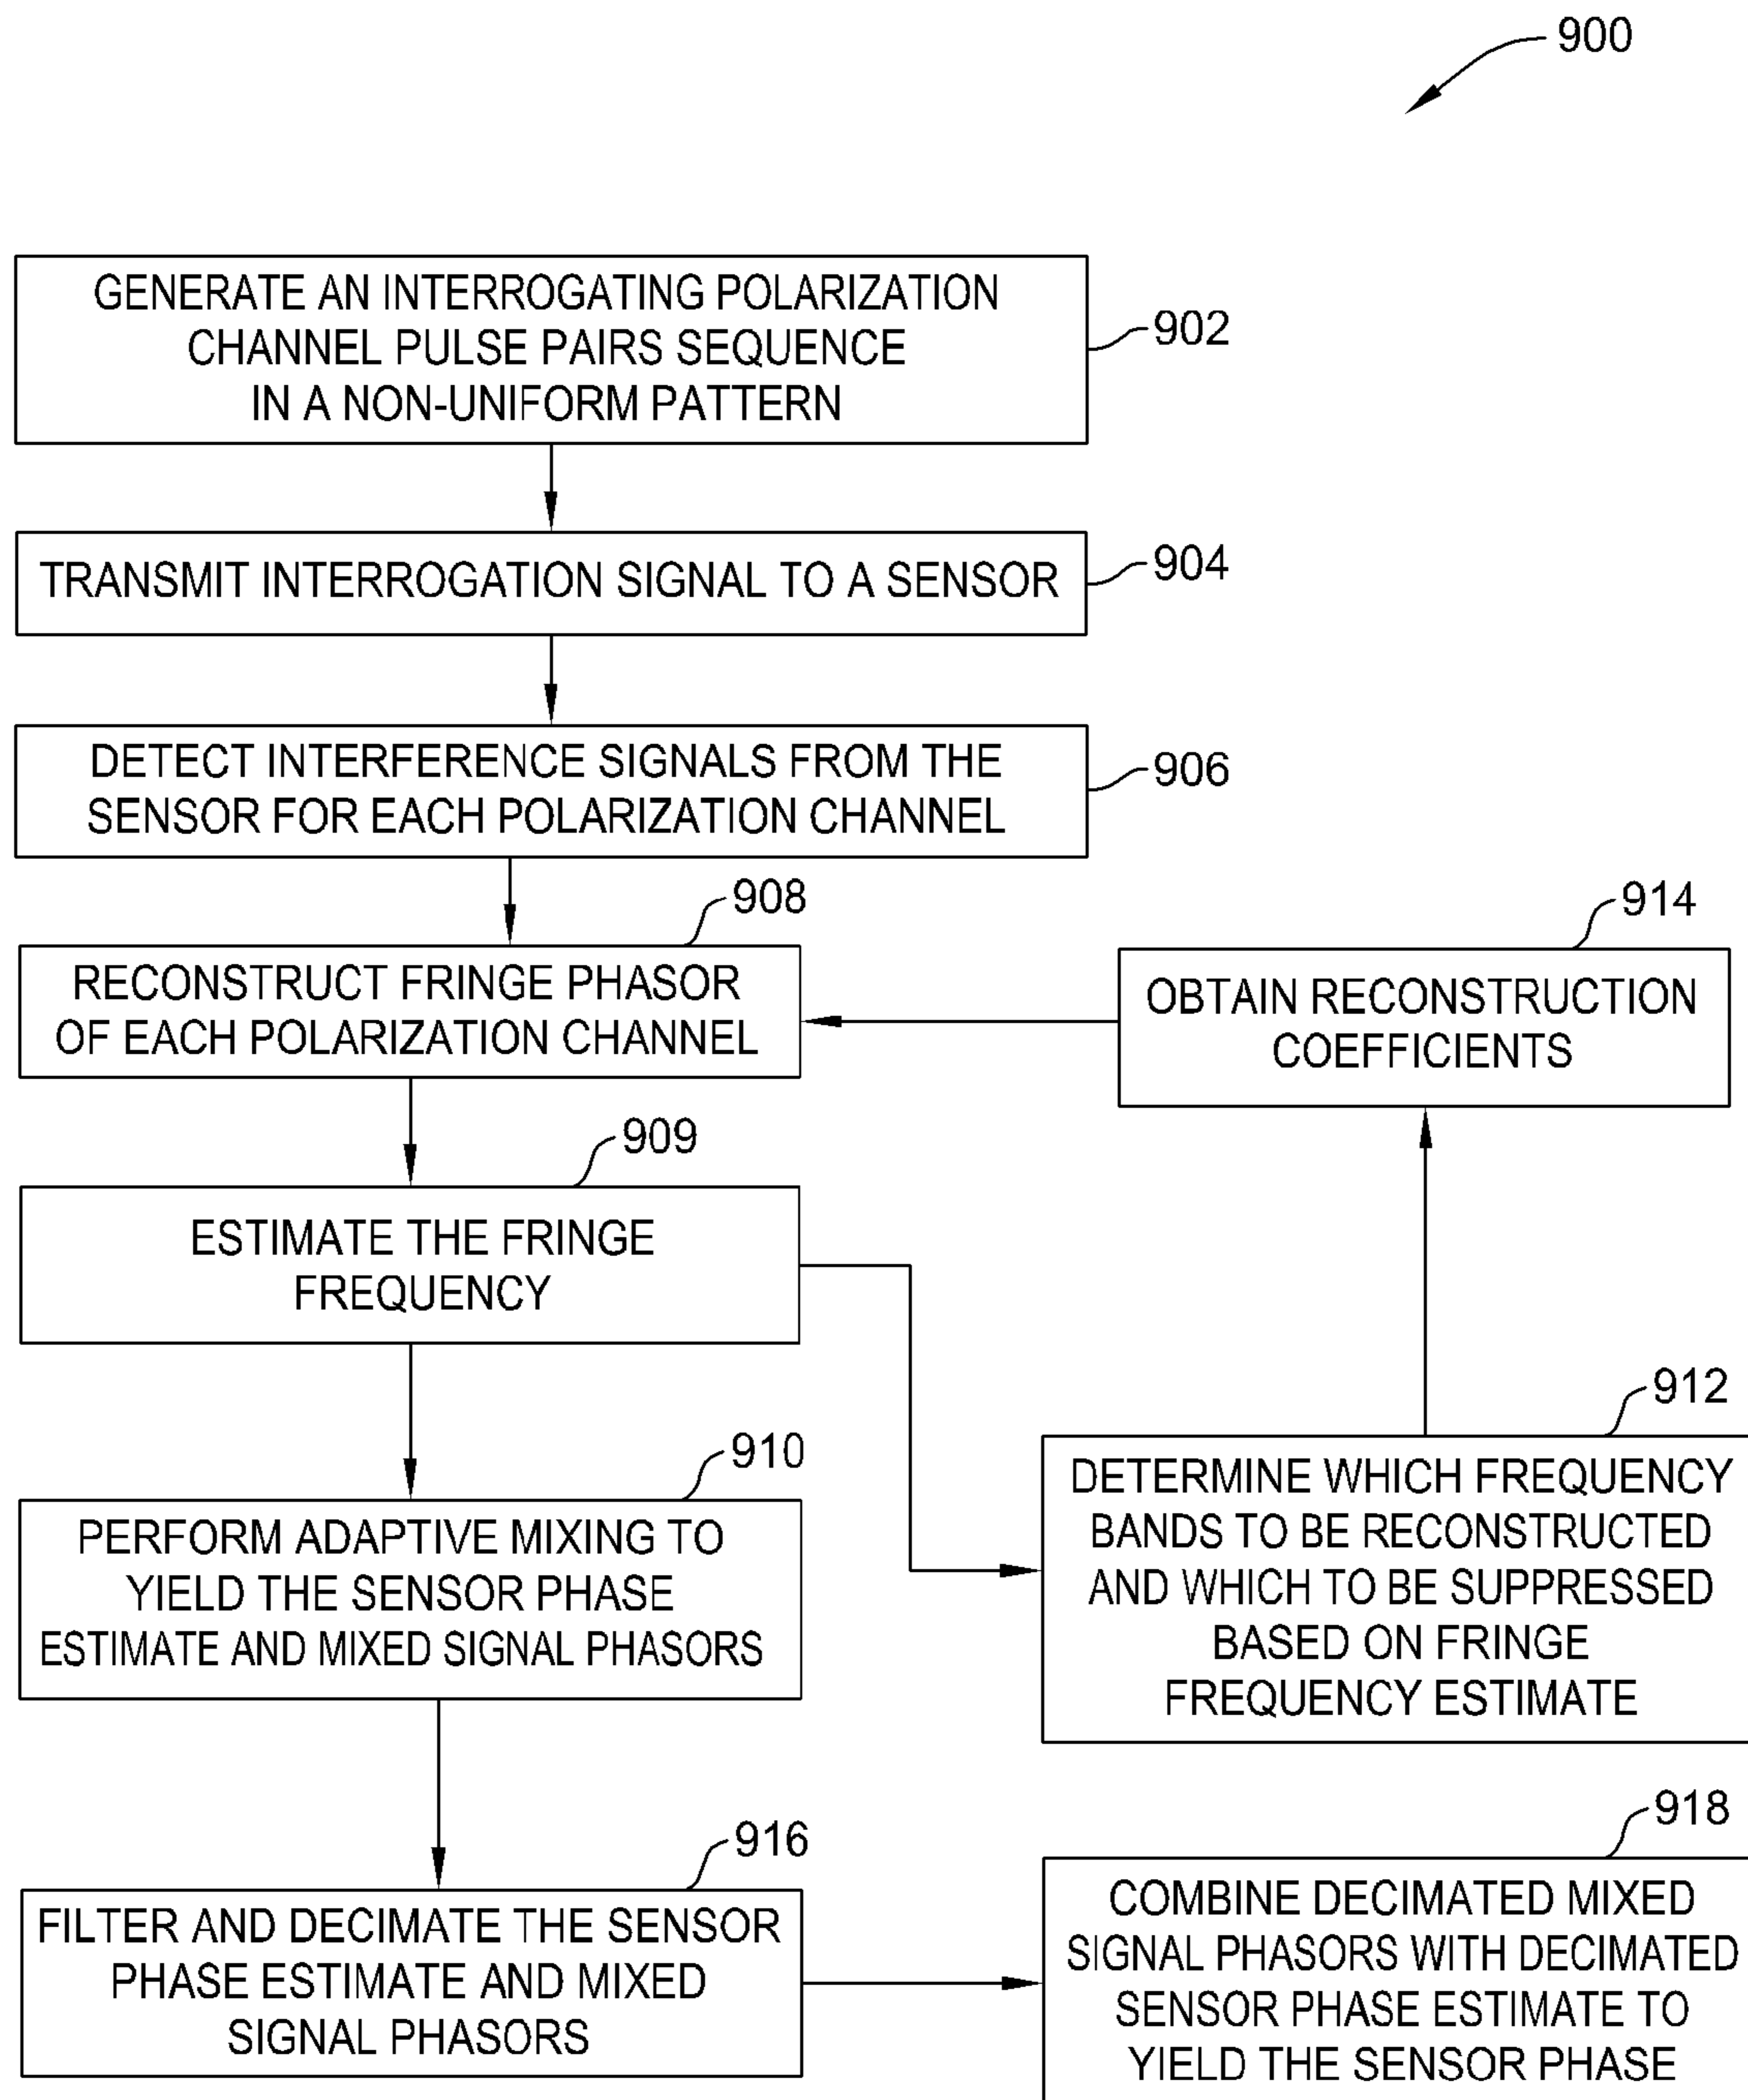 900
GENERATE AN INTERROGATING POLARIZATION
CHANNEL PULSE PAIRS SEQUENCE
IN A NON-UNIFORM PATTERN
902
TRANSMIT INTERROGATION SIGNAL TO A SENSOR
904
DETECT INTERFERENCE SIGNALS FROM THE
SENSOR FOR EACH POLARIZATION CHANNEL
906
908
RECONSTRUCT FRINGE PHASOR
OF EACH POLARIZATION CHANNEL
914
OBTAIN RECONSTRUCTION
COEFFICIENTS
909
ESTIMATE THE FRINGE
FREQUENCY
912
DETERMINE WHICH FREQUENCY
BANDS TO BE RECONSTRUCTED
AND WHICH TO BE SUPPRESSED
BASED ON FRINGE
FREQUENCY ESTIMATE
910
PERFORM ADAPTIVE MIXING TO
YIELD THE SENSOR PHASE
ESTIMATE AND MIXED SIGNAL PHASORS
916
FILTER AND DECIMATE THE SENSOR
PHASE ESTIMATE AND MIXED
SIGNAL PHASORS
918
COMBINE DECIMATED MIXED
SIGNAL PHASORS WITH DECIMATED
SENSOR PHASE ESTIMATE TO
YIELD THE SENSOR PHASE